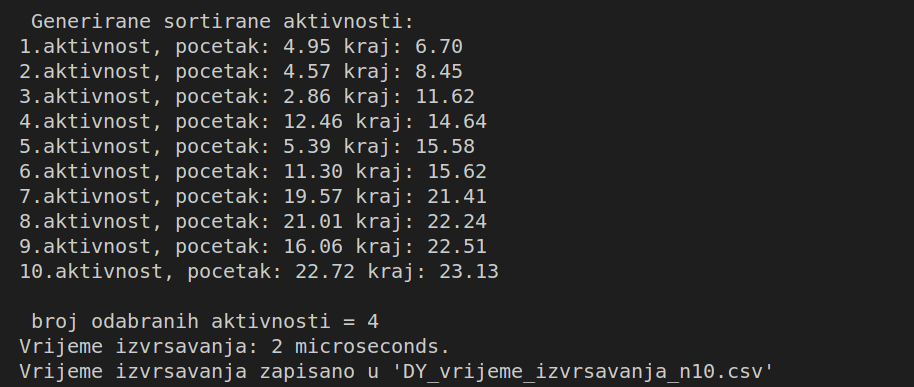 Generirane sortirane aktivnosti:
1.aktivnost, pocetak: 4.95 kraj: 6.70
2.aktivnost, pocetak: 4.57 kraj: 8.45
3.aktivnost, pocetak: 2.86 kraj: 11.62
4.aktivnost, pocetak: 12.46 kraj: 14.64
5.aktivnost, pocetak: 5.39 kraj: 15.58
6.aktivnost, pocetak: 11.30 kraj: 15.62
7.aktivnost, pocetak: 19.57 kraj: 21.41
8.aktivnost, pocetak: 21.01 kraj: 22.24
9.aktivnost, pocetak: 16.06 kraj: 22.51
10.aktivnost, pocetak: 22.72 kraj: 23.13
broj odabranih aktivnosti = 4
Vrijeme izvrsavanja: 2 microseconds.
Vrijeme izvrsavanja zapisano u 'DY_vrijeme_izvrsavanja_n10.csv'